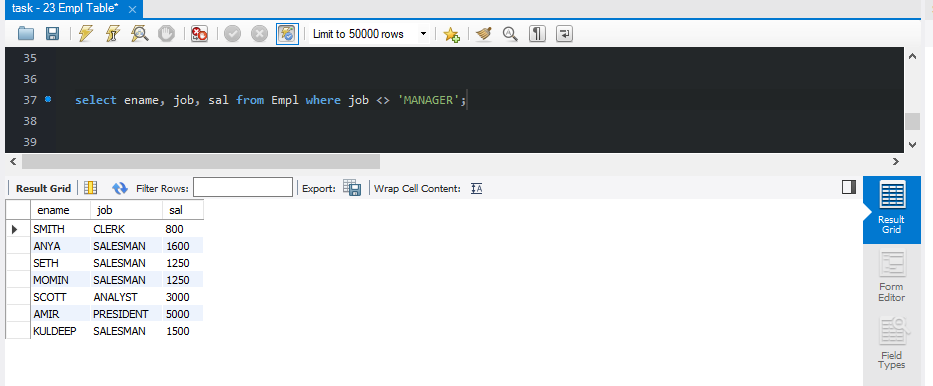 task - 23 Empl Table*
Limit to 50000 rows
35
36
37 select ename, job, sal from Empl where job <> 'MANAGER';
38
39
Result Grid Filter Rows: Export: Wrap Cell Content:
ename job sal
SMITH CLERK 800
ANYA SALESMAN 1600
SETH SALESMAN 1250
MOMIN SALESMAN 1250
SCOTT ANALYST 3000
AMIR PRESIDENT 5000
KULDEEP SALESMAN 1500
Result
Grid
Form
Editor
Field
Types